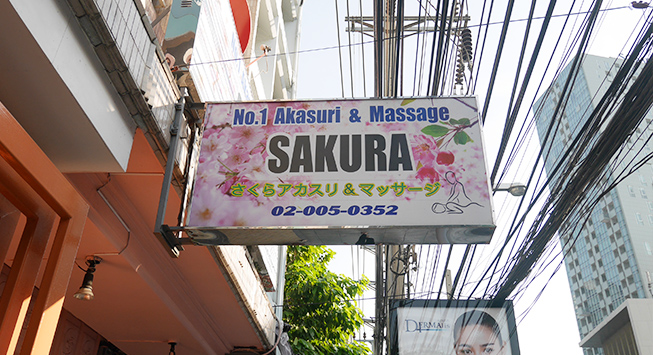 No.1 Akasuri & Massage
SAKURA
さくらアカスリ&マッサージ
02-005-0352